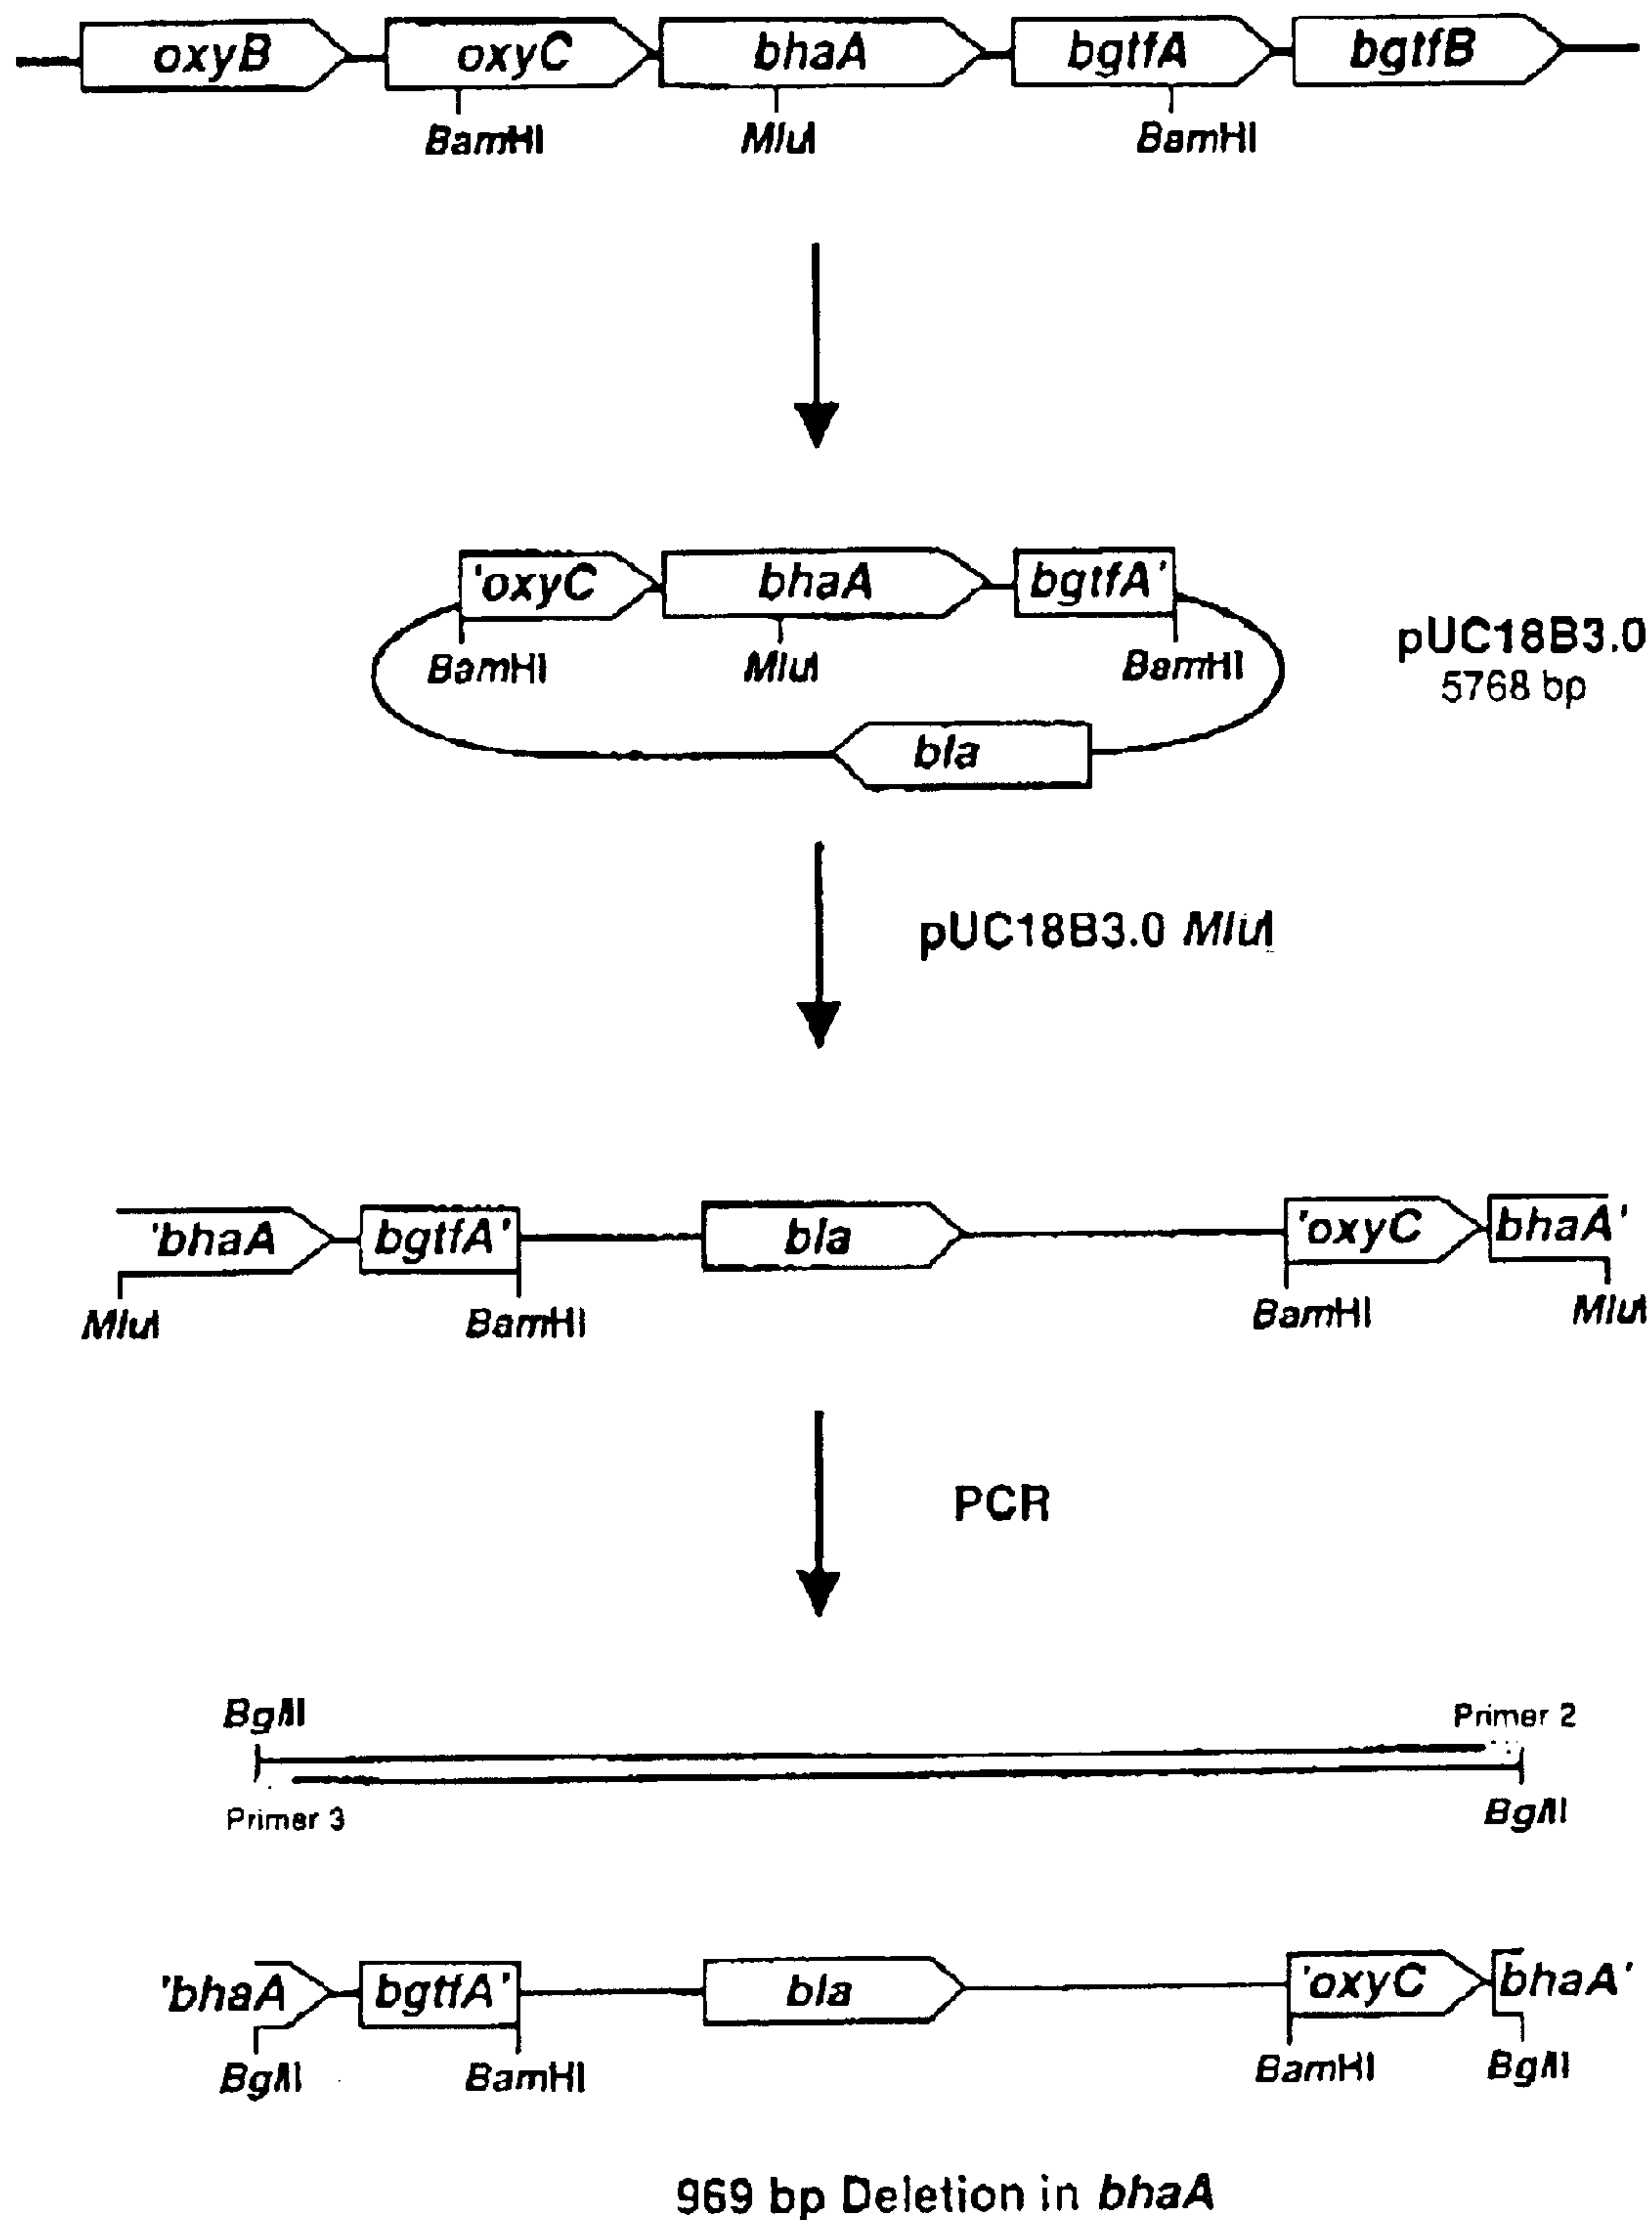 oxyB oxyC bhaA bgtfA bgtfB
BamHI MluI BamHI
'oxyC bhaA bgtfA'
BamHI MluI BamHI
pUC18B3.0
5768 bp
bla
pUC18B3.0 MluI
'bhaA bgtfA' bla 'oxyC bhaA'
MluI BamHI BamHI MluI
PCR
BglII Primer 2
Primer 3 BglII
'bhaA bgtfA' bla 'oxyC bhaA'
BglII BamHI BamHI BglII
969 bp Deletion in bhaA